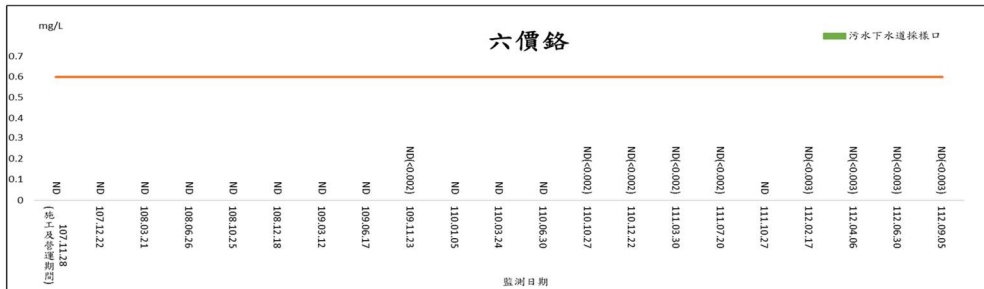 六價鉻
mg/L
污水下水道採樣口
0.7
0.6
0.5
0.4
0.3
0.2
0.1
0
ND
ND
ND
ND
ND
ND
ND
ND
ND(<0.002)
ND
ND
ND
ND(<0.002)
ND(<0.002)
ND(<0.002)
ND(<0.002)
ND
ND(<0.003)
ND(<0.003)
ND(<0.003)
ND(<0.003)
107.11.28
(施工及營運期間)
107.12.22
108.03.21
108.06.26
108.10.25
108.12.18
109.03.12
109.06.17
109.11.23
110.01.05
110.03.24
110.06.30
110.10.27
110.12.22
111.03.30
111.07.20
111.10.27
112.02.17
112.04.06
112.06.30
112.09.05
監測日期